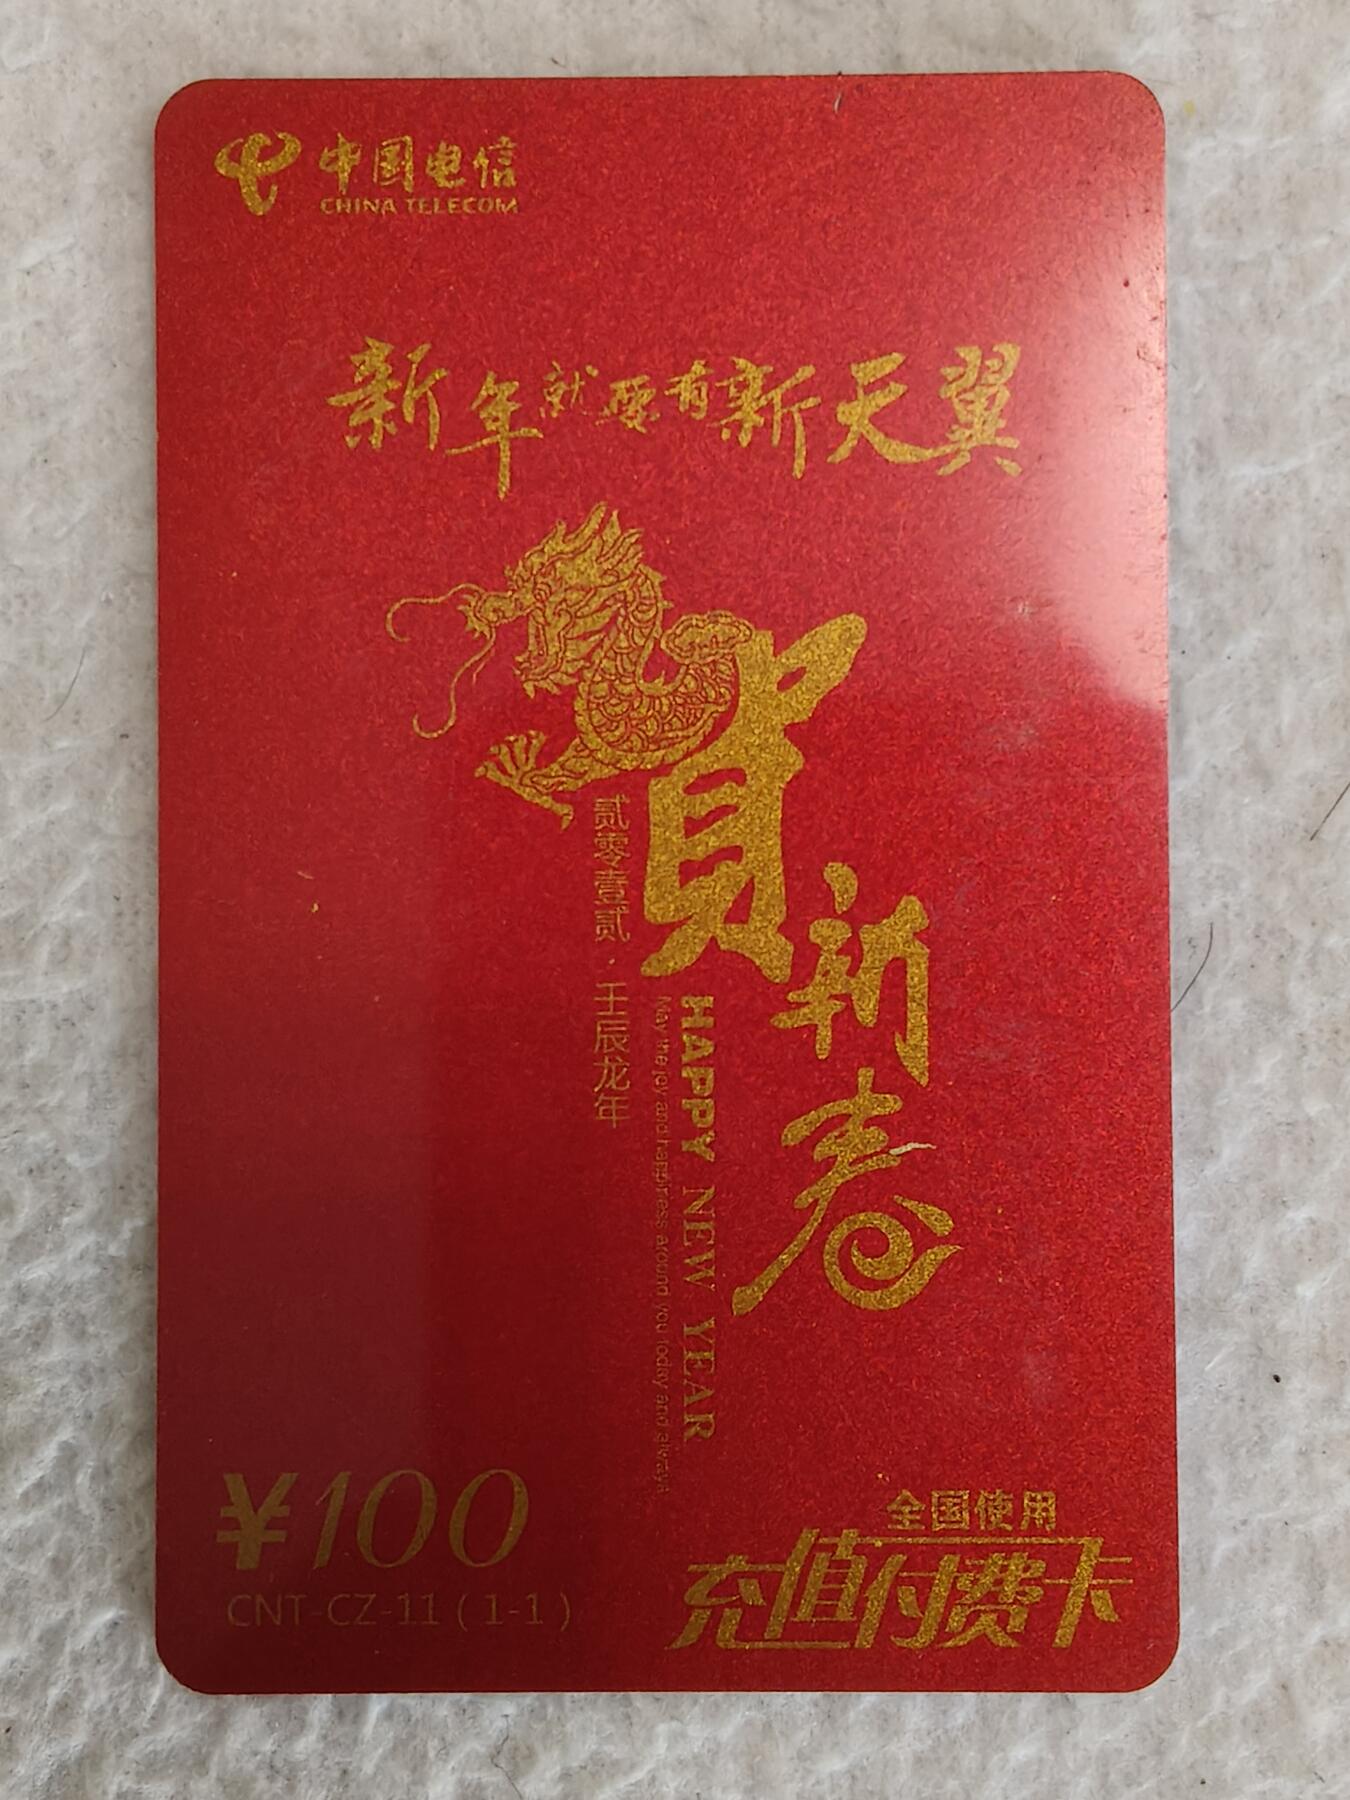 中国电信
CHINA TELECOM
新年就要有新天翼
贺新春
贰零壹贰·壬辰龙年
HAPPY NEW YEAR
May the joy and happiness around you today and always
¥100
CNT-CZ-11(1-1)
全国使用
充值付费卡